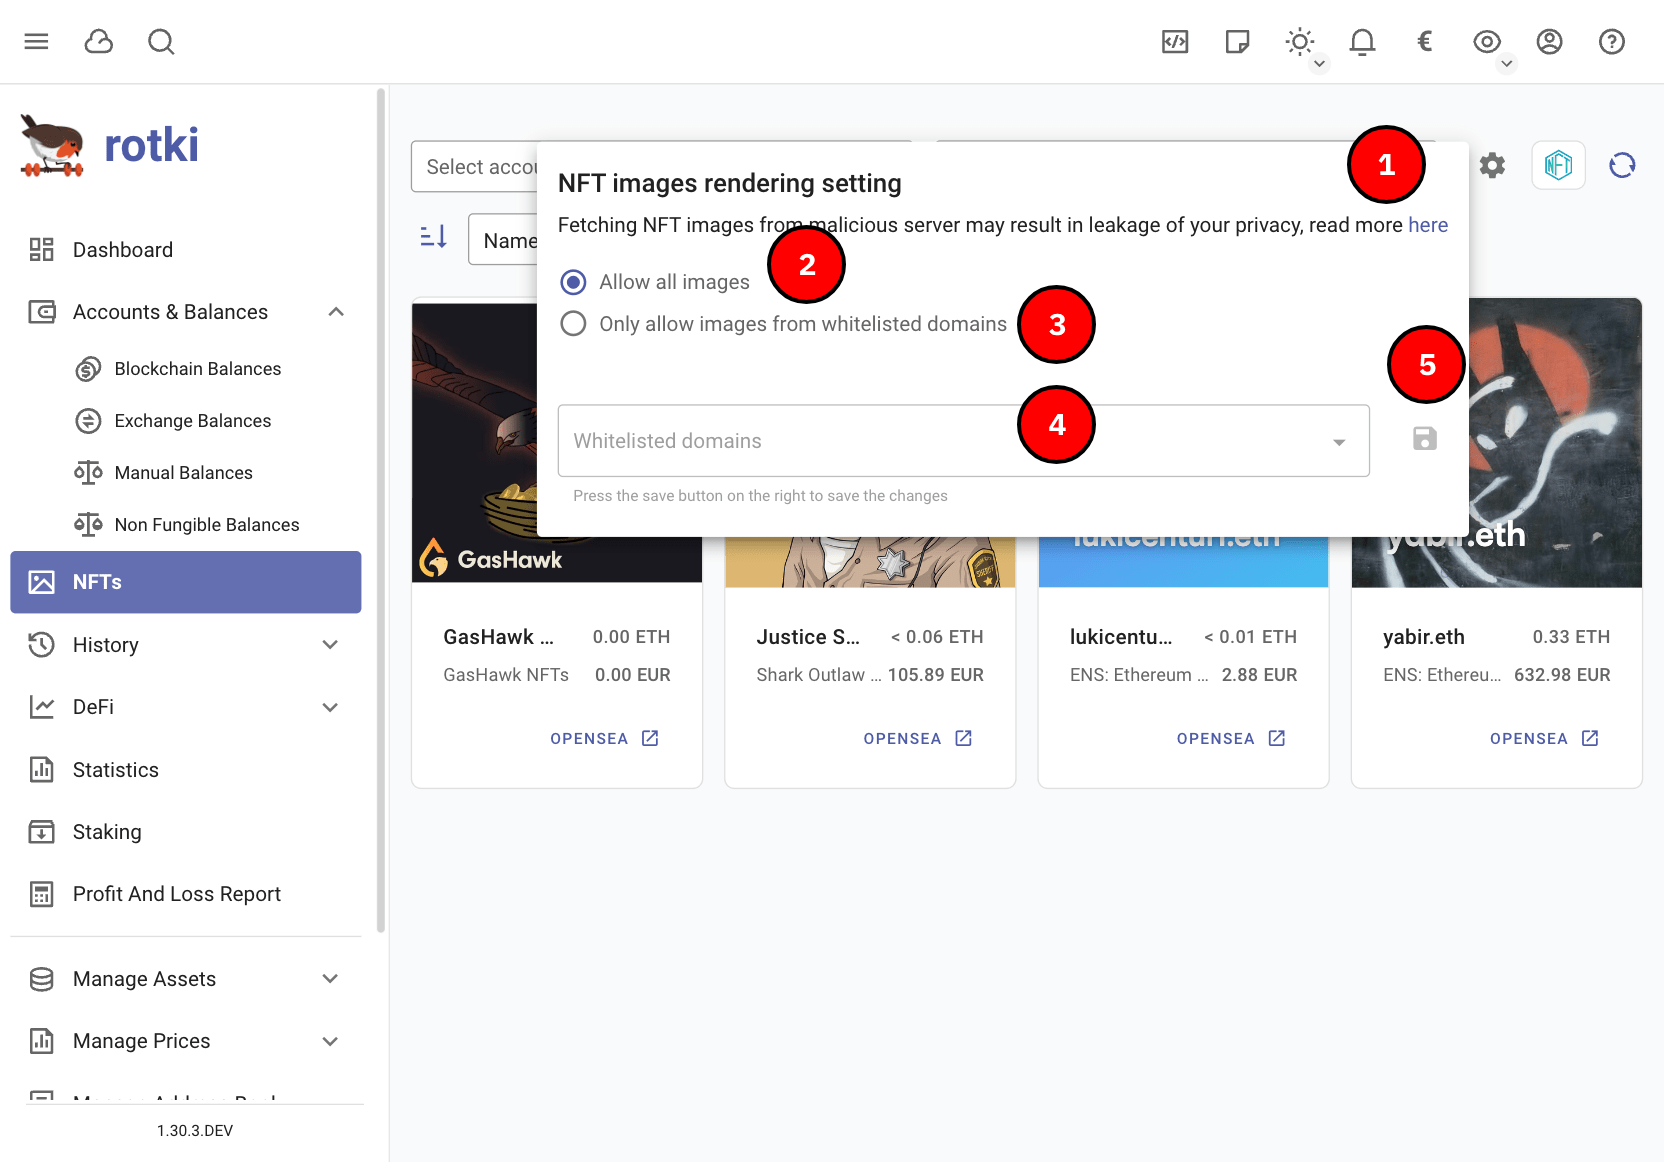 rotki
Dashboard
Accounts & Balances
Blockchain Balances
Exchange Balances
Manual Balances
Non Fungible Balances
NFTs
History
DeFi
Statistics
Staking
Profit And Loss Report
Manage Assets
Manage Prices
1.30.3.DEV
€
Select accou
Name
NFT
1
NFT images rendering setting
Fetching NFT images from malicious server may result in leakage of your privacy, read more here
2
Allow all images
3
Only allow images from whitelisted domains
4
5
Whitelisted domains
Press the save button on the right to save the changes
GasHawk
lukicenturi.eth
yabir.eth
GasHawk ... 0.00 ETH
GasHawk NFTs 0.00 EUR
OPENSEA
Justice S... < 0.06 ETH
Shark Outlaw ... 105.89 EUR
OPENSEA
lukicentu... < 0.01 ETH
ENS: Ethereum ... 2.88 EUR
OPENSEA
yabir.eth 0.33 ETH
ENS: Ethereu... 632.98 EUR
OPENSEA